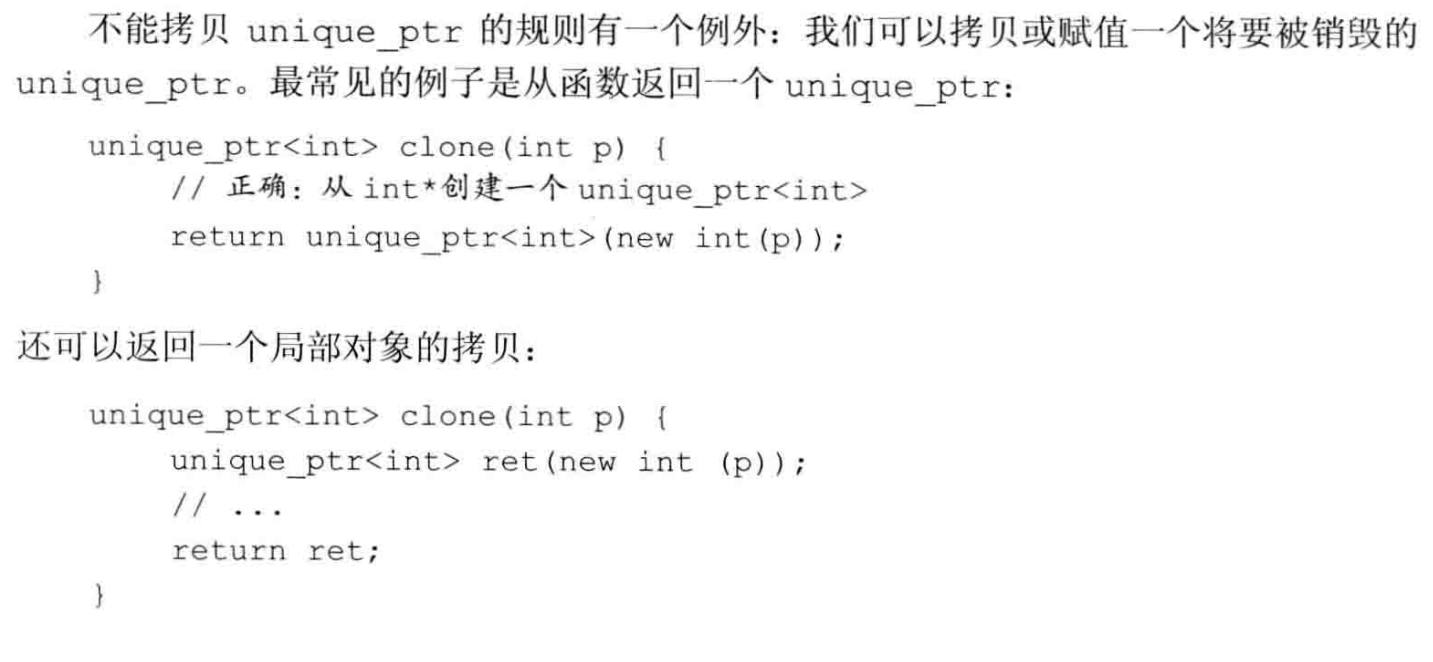 不能拷贝 unique_ptr 的规则有一个例外：我们可以拷贝或赋值一个将要被销毁的
unique_ptr。最常见的例子是从函数返回一个 unique_ptr：
unique_ptr<int> clone(int p) {
// 正确：从 int*创建一个 unique_ptr<int>
return unique_ptr<int>(new int(p));
}
还可以返回一个局部对象的拷贝：
unique_ptr<int> clone(int p) {
unique_ptr<int> ret(new int (p));
// ...
return ret;
}